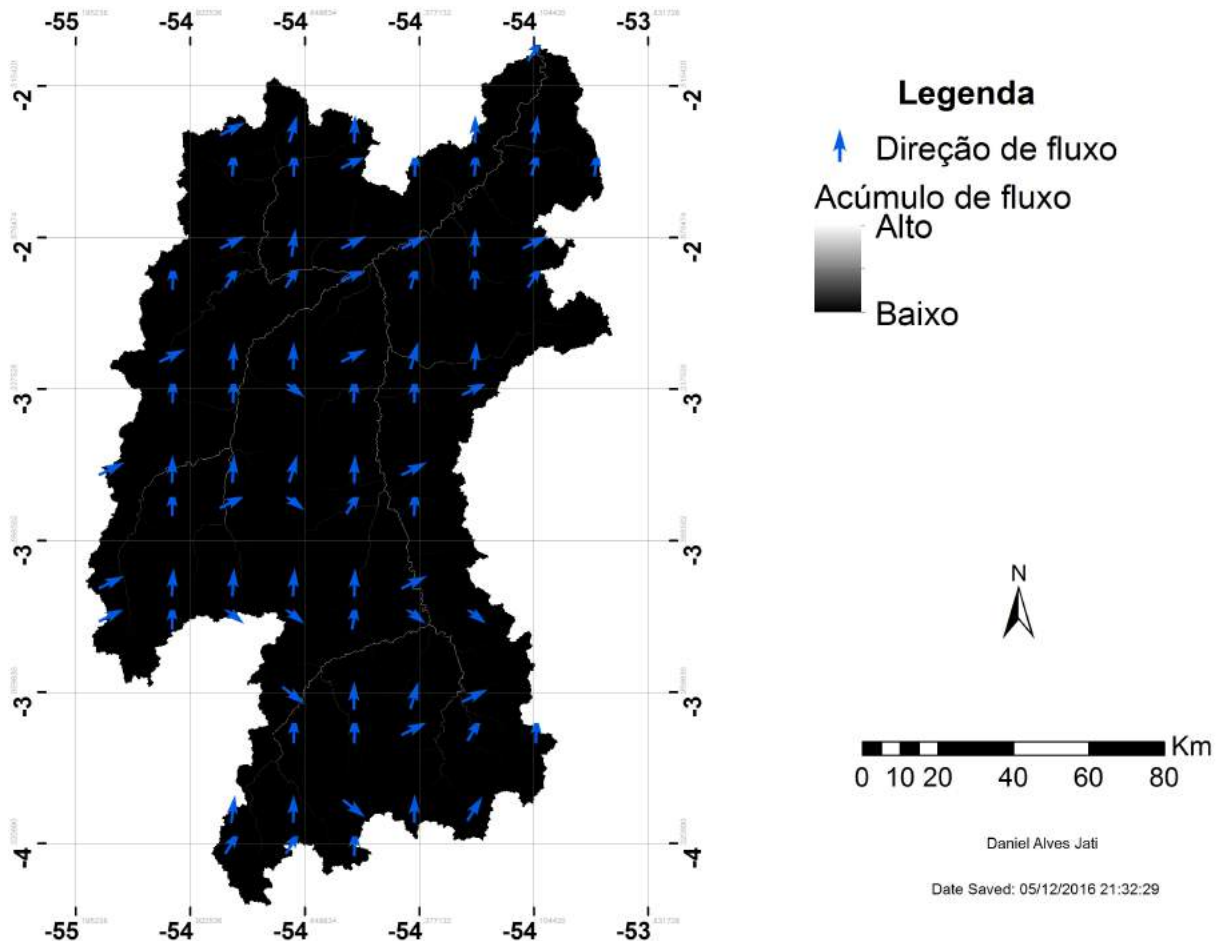 -55 -54 -54 -54 -54 -53
-2
-2
-2
-2
-3
-3
-3
-3
-3
-3
-4
-4
-55 -54 -54 -54 -54 -53
Legenda
Direção de fluxo
Acúmulo de fluxo
Alto
Baixo
N
Km
0 10 20 40 60 80
Daniel Alves Jati
Date Saved: 05/12/2016 21:32:29